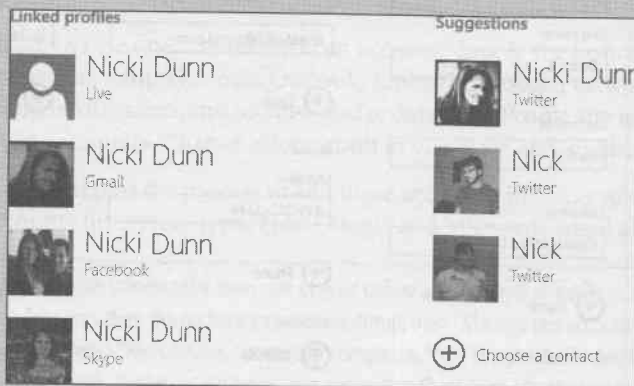 Linked profiles
Nicki Dunn
Live
Nicki Dunn
Gmail
Nicki Dunn
Facebook
Nicki Dunn
Skype
Suggestions
Nicki Dunn
Twitter
Nick
Twitter
Nick
Twitter
Choose a contact